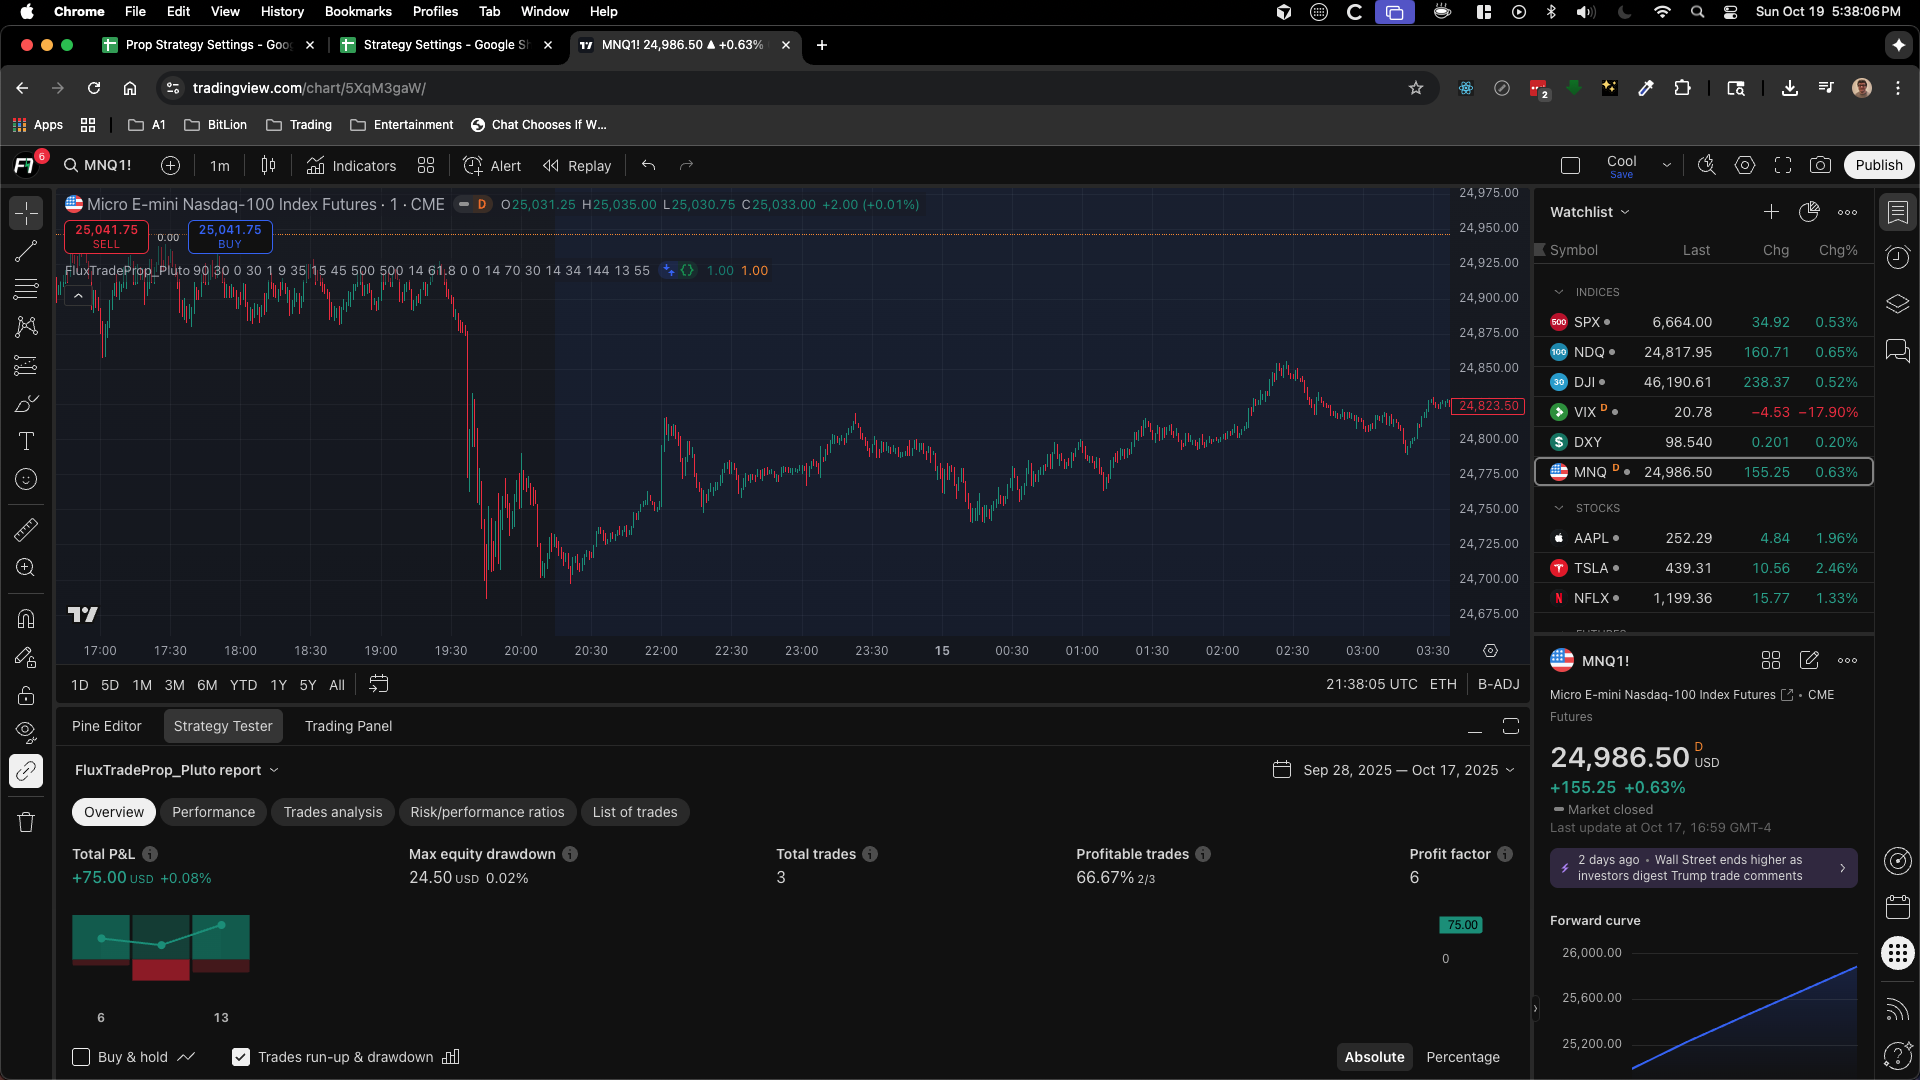 Chrome File Edit View History Bookmarks Profiles Tab Window Help Sun Oct 19 5:38:06 PM
Prop Strategy Settings - Goo Strategy Settings - Google Sh MNQ1! 24,986.50 ▲ +0.63%
tradingview.com/chart/5XqM3gaW/ 2
Apps A1 BitLion Trading Entertainment Chat Chooses If W...
6 MNQ1! 1m Indicators Alert Replay Cool Save Publish
Micro E-mini Nasdaq-100 Index Futures · 1 · CME D O25,031.25 H25,035.00 L25,030.75 C25,033.00 +2.00 (+0.01%)
25,041.75 SELL 0.00 25,041.75 BUY
FluxTradeProp_Pluto 90 30 0 30 1 9 35 15 45 500 500 14 61.8 0 0 14 70 30 14 34 144 13 55 1.00 1.00
24,975.00
24,950.00
24,925.00
24,900.00
24,875.00
24,850.00
24,823.50
24,800.00
24,775.00
24,750.00
24,725.00
24,700.00
24,675.00
17:00 17:30 18:00 18:30 19:00 19:30 20:00 20:30 22:00 22:30 23:00 23:30 15 00:30 01:00 01:30 02:00 02:30 03:00 03:30
1D 5D 1M 3M 6M YTD 1Y 5Y All 21:38:05 UTC ETH B-ADJ
Pine Editor Strategy Tester Trading Panel
FluxTradeProp_Pluto report Sep 28, 2025 — Oct 17, 2025
Overview Performance Trades analysis Risk/performance ratios List of trades
Total P&L Max equity drawdown Total trades Profitable trades Profit factor
+75.00 USD +0.08% 24.50 USD 0.02% 3 66.67% 2/3 6
75.00
0
6 13
Buy & hold Trades run-up & drawdown Absolute Percentage
Watchlist
Symbol Last Chg Chg%
INDICES
500 SPX 6,664.00 34.92 0.53%
100 NDQ 24,817.95 160.71 0.65%
30 DJI 46,190.61 238.37 0.52%
VIX D 20.78 −4.53 −17.90%
$ DXY 98.540 0.201 0.20%
MNQ D 24,986.50 155.25 0.63%
STOCKS
AAPL 252.29 4.84 1.96%
TSLA 439.31 10.56 2.46%
N NFLX 1,199.36 15.77 1.33%
FUTURES
MNQ1!
Micro E-mini Nasdaq-100 Index Futures • CME
Futures
24,986.50 D USD
+155.25 +0.63%
Market closed
Last update at Oct 17, 16:59 GMT-4
2 days ago • Wall Street ends higher as
investors digest Trump trade comments
Forward curve
26,000.00
25,600.00
25,200.00